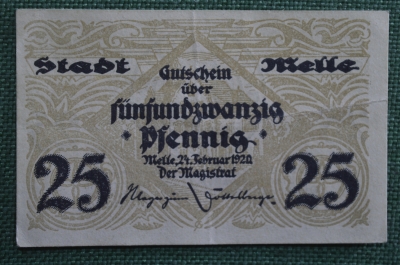 Stadt Melle
Gutschein
über
fünfundzwanzig
Pfennig
25 25
Melle, 24. Februar 1920
Der Magistrat